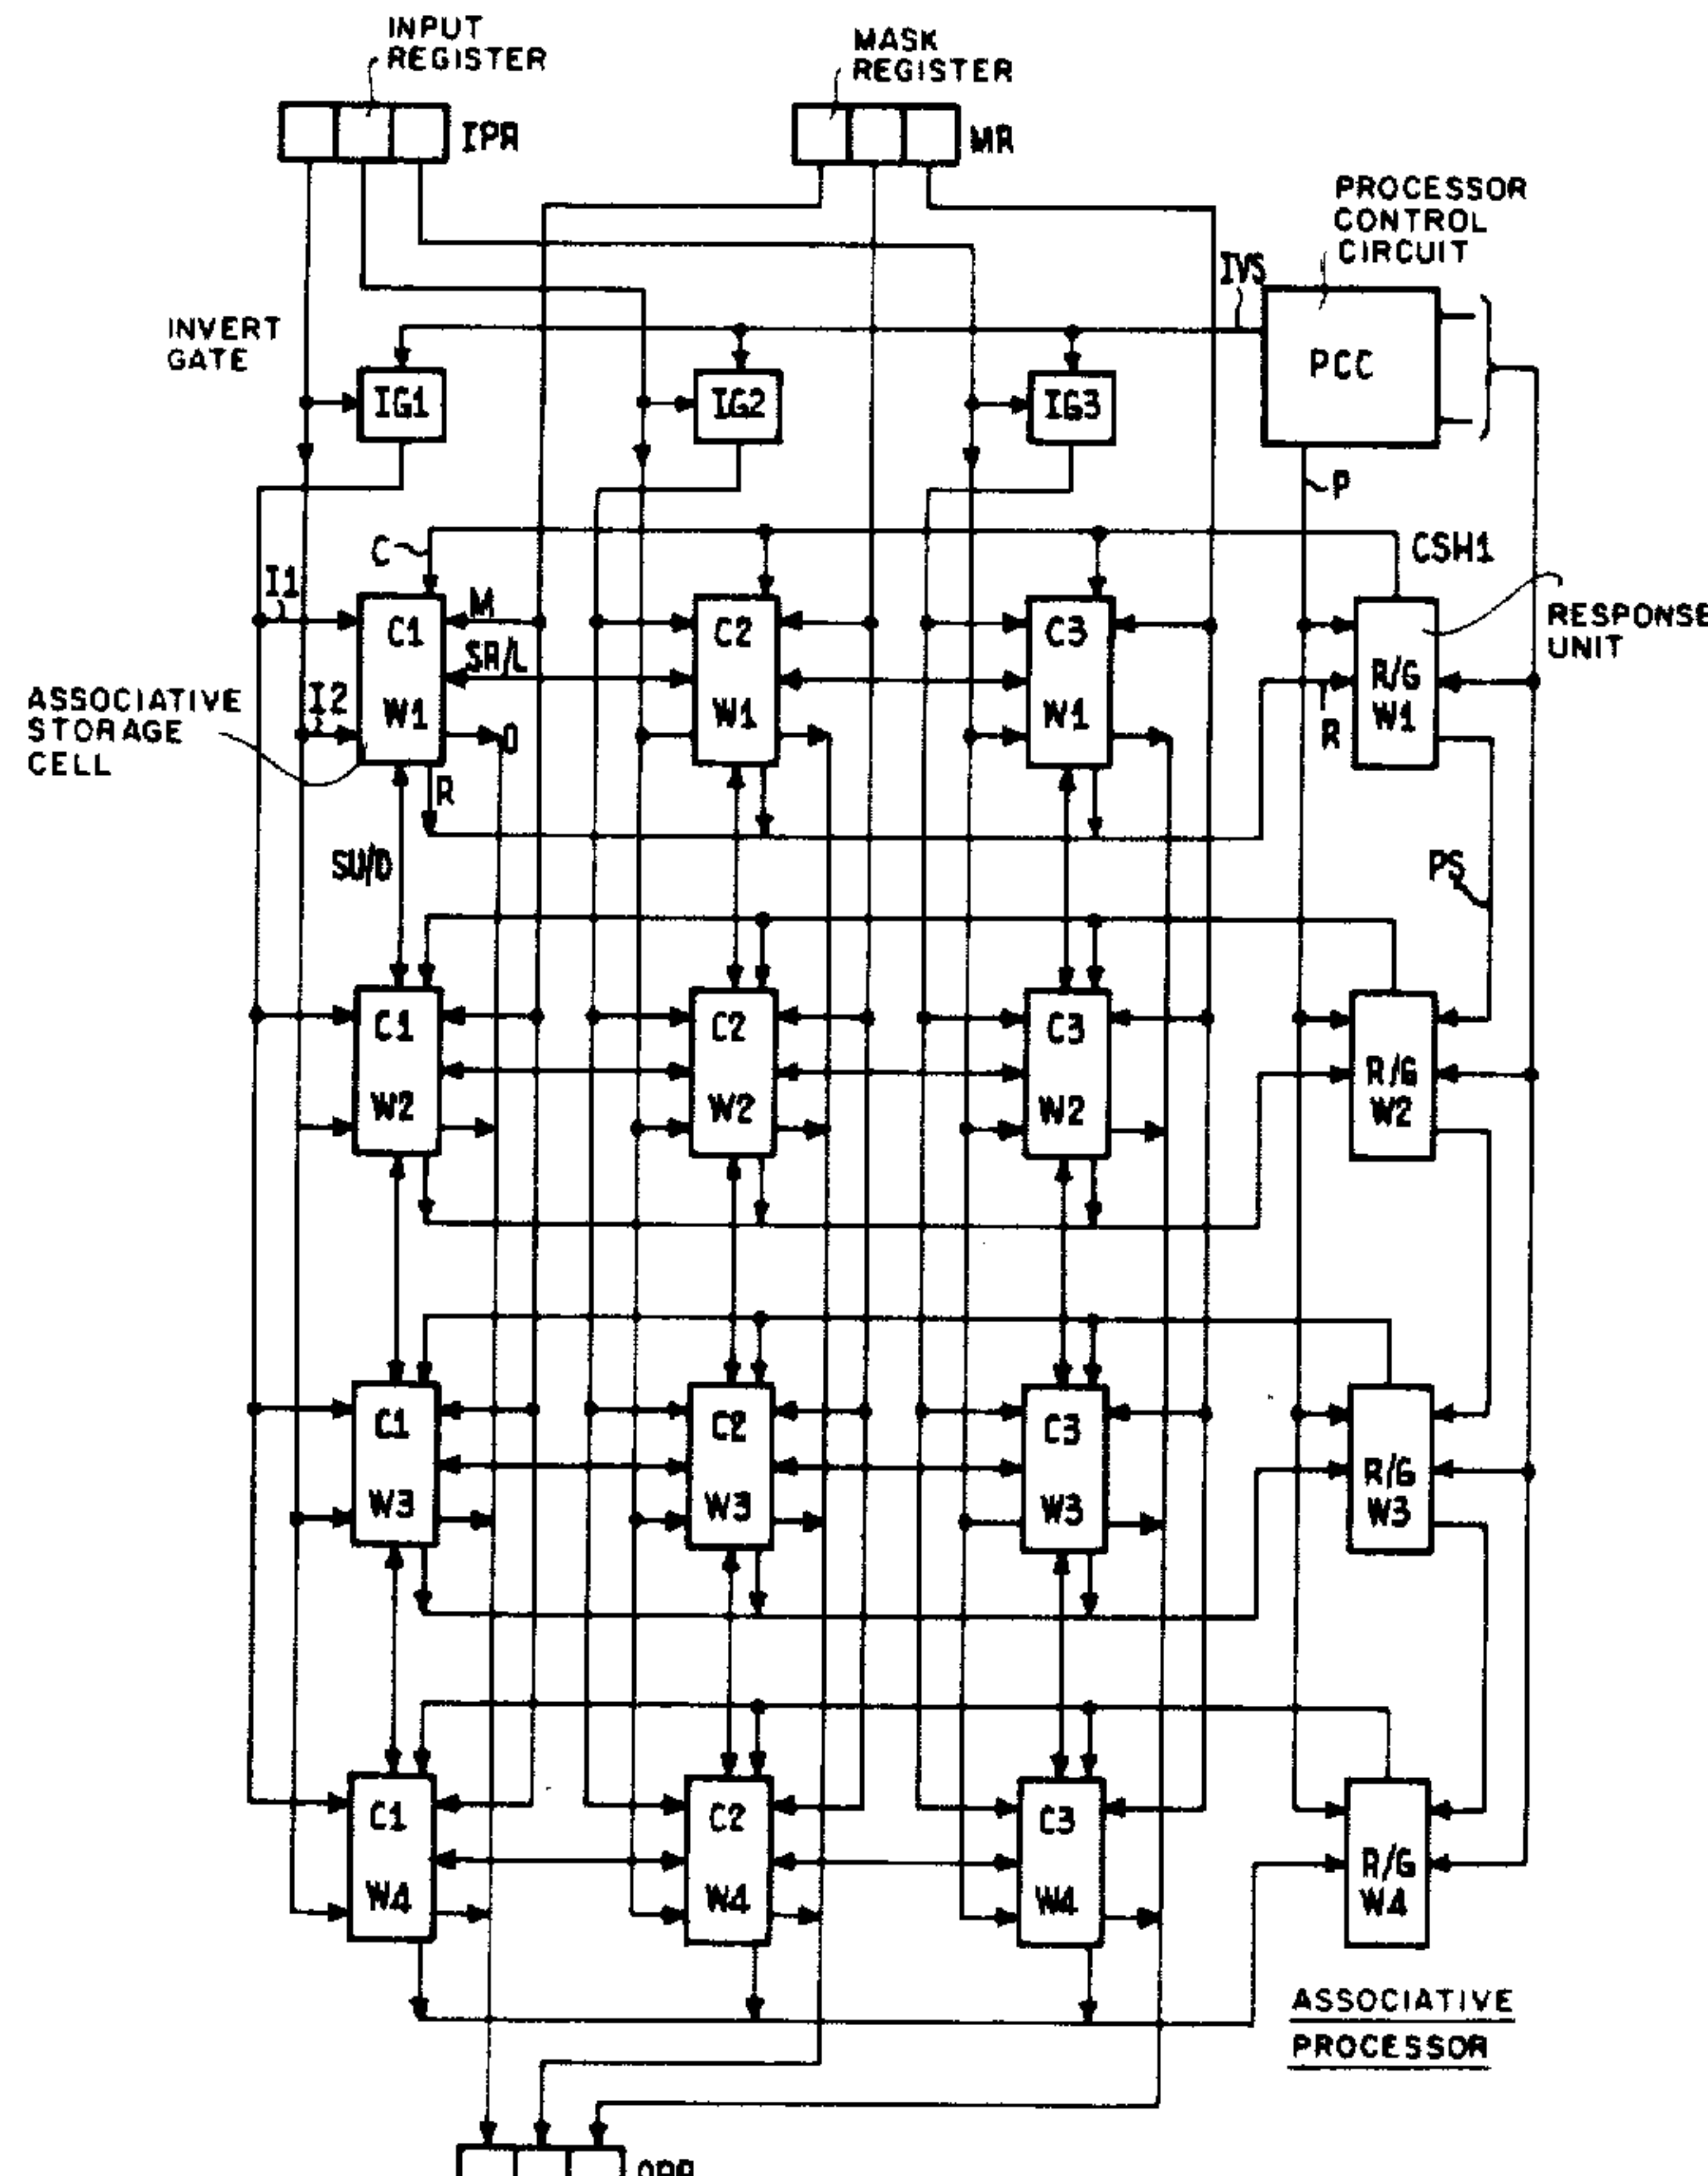 INPUT
REGISTER
MASK
REGISTER
IPR
MR
PROCESSOR
CONTROL
CIRCUIT
IVS
INVERT
GATE
PCC
IG1
IG2
IG3
P
C
CSW1
I1
M
C1
C2
C3
RESPONSE
UNIT
SR/L
R/G
W1
ASSOCIATIVE
STORAGE
CELL
I2
W1
W1
W1
O
R
R
SU/D
PS
C1
C2
C3
R/G
W2
W2
W2
W2
C1
C2
C3
R/G
W3
W3
W3
W3
C1
C2
C3
R/G
W4
W4
W4
W4
ASSOCIATIVE
PROCESSOR